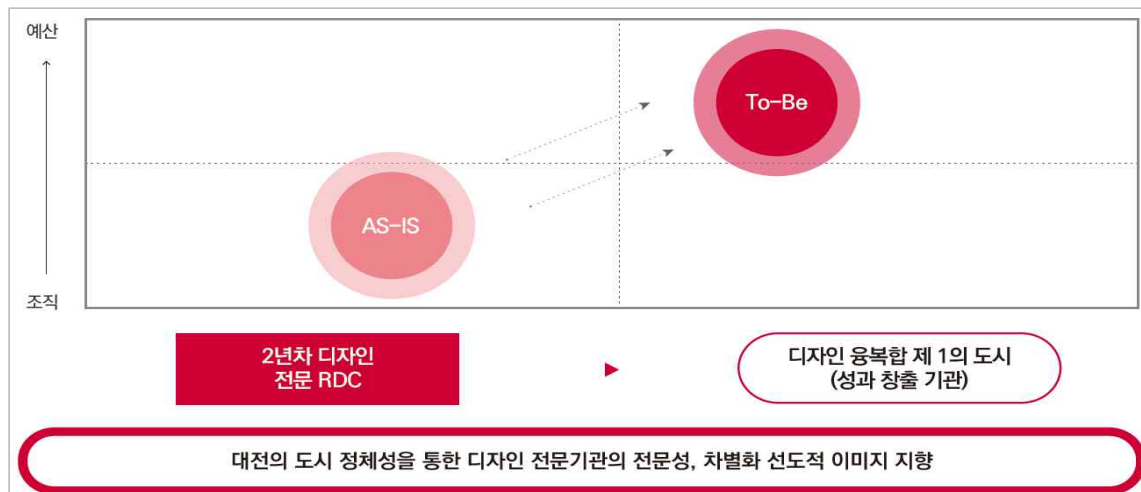 예산
To-Be
AS-IS
조직
2년차 디자인
전문 RDC
디자인 융복합 제 1의 도시
(성과 창출 기관)
대전의 도시 정체성을 통한 디자인 전문기관의 전문성, 차별화 선도적 이미지 지향